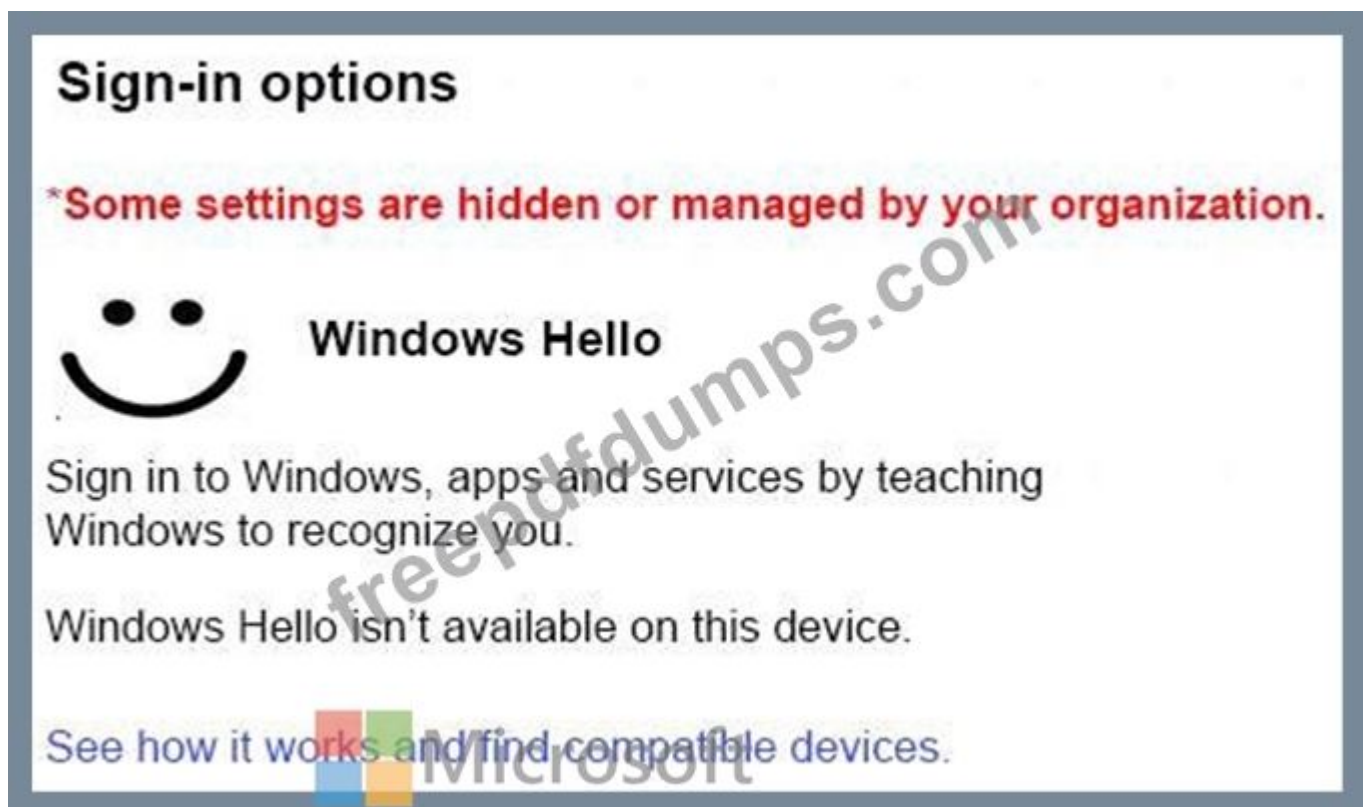 Sign-in options
*Some settings are hidden or managed by your organization.
Windows Hello
Sign in to Windows, apps and services by teaching
Windows to recognize you.
Windows Hello isn't available on this device.
See how it works and find compatible devices.
Microsoft
freepdfdumps.com